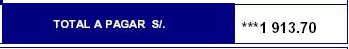 TOTAL A PAGAR S/. ***1 913.70